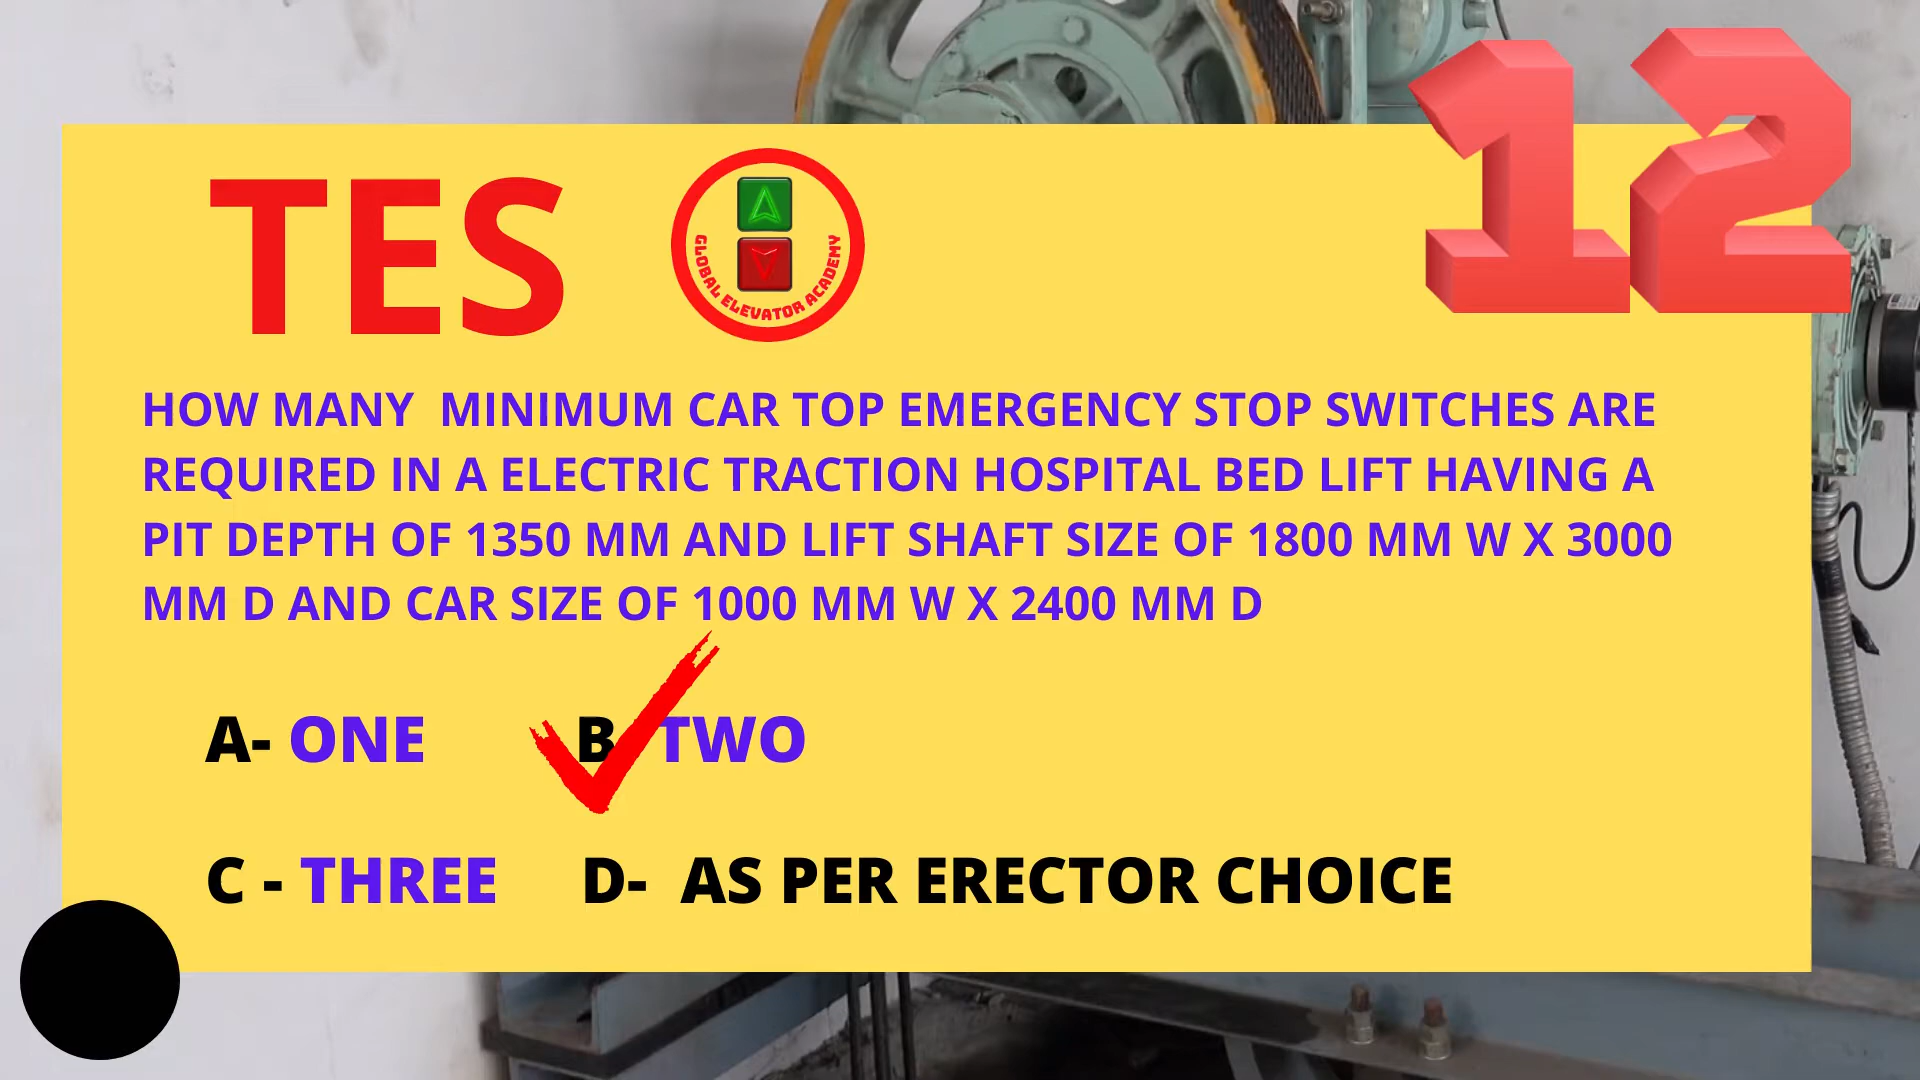 12
TES
GLOBAL ELEVATOR ACADEMY
HOW MANY MINIMUM CAR TOP EMERGENCY STOP SWITCHES ARE
REQUIRED IN A ELECTRIC TRACTION HOSPITAL BED LIFT HAVING A
PIT DEPTH OF 1350 MM AND LIFT SHAFT SIZE OF 1800 MM W X 3000
MM D AND CAR SIZE OF 1000 MM W X 2400 MM D
A- ONE B TWO
C - THREE D- AS PER ERECTOR CHOICE